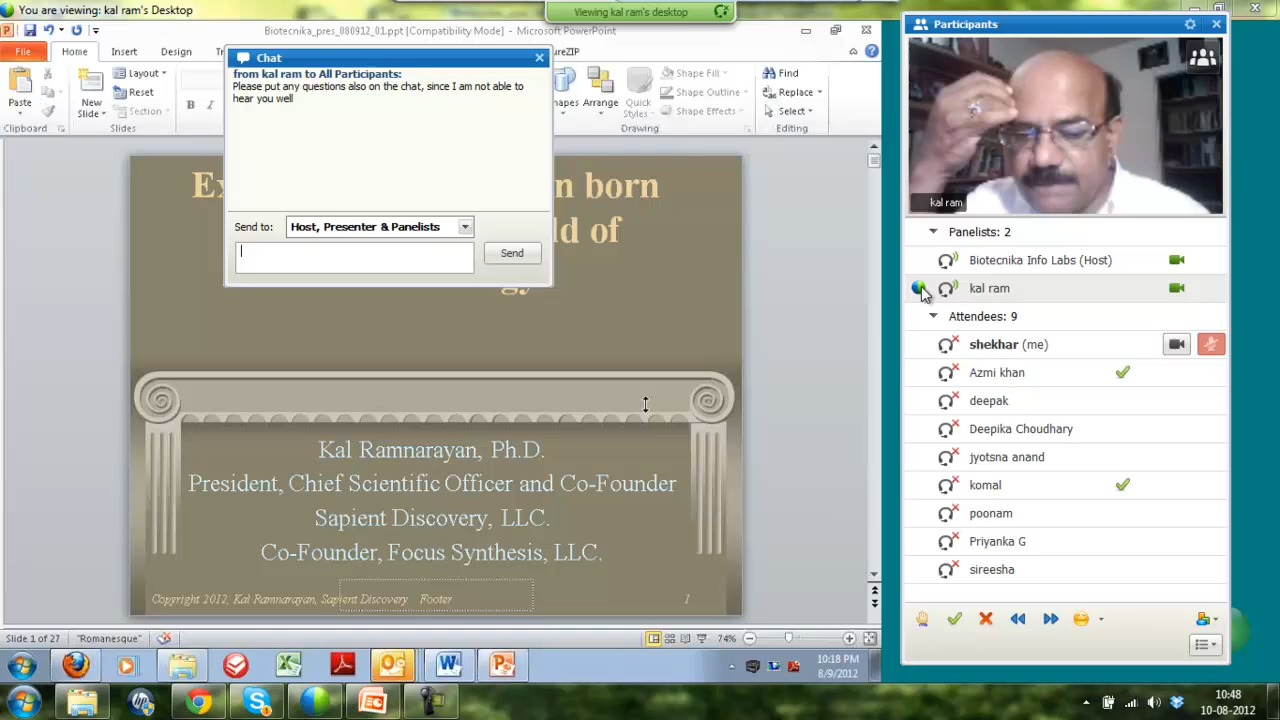 You are viewing: kal ram's Desktop
Viewing kal ram's desktop
Biotecnika_pres_080912_01.ppt [Compatibility Mode] - Microsoft PowerPoint
File Home Insert Design
Paste
Clipboard
New
Slide
Layout
Reset
Section
Slides
B I
Arrange
Quick
Styles
Shape Fill
Shape Outline
Shape Effects
Drawing
Find
Replace
Select
Editing
Chat
from kal ram to All Participants:
Please put any questions also on the chat, since I am not able to
hear you well
Send to: Host, Presenter & Panelists
Send
born
of
Kal Ramnarayan, Ph.D.
President, Chief Scientific Officer and Co-Founder
Sapient Discovery, LLC.
Co-Founder, Focus Synthesis, LLC.
Copyright 2012, Kal Ramnarayan, Sapient Discovery Footer 1
Slide 1 of 27 "Romanesque" 74%
10:18 PM
8/9/2012
Participants
kal ram
Panelists: 2
Biotecnika Info Labs (Host)
kal ram
Attendees: 9
shekhar (me)
Azmi khan
deepak
Deepika Choudhary
jyotsna anand
komal
poonam
Priyanka G
sireesha
10:48
10-08-2012